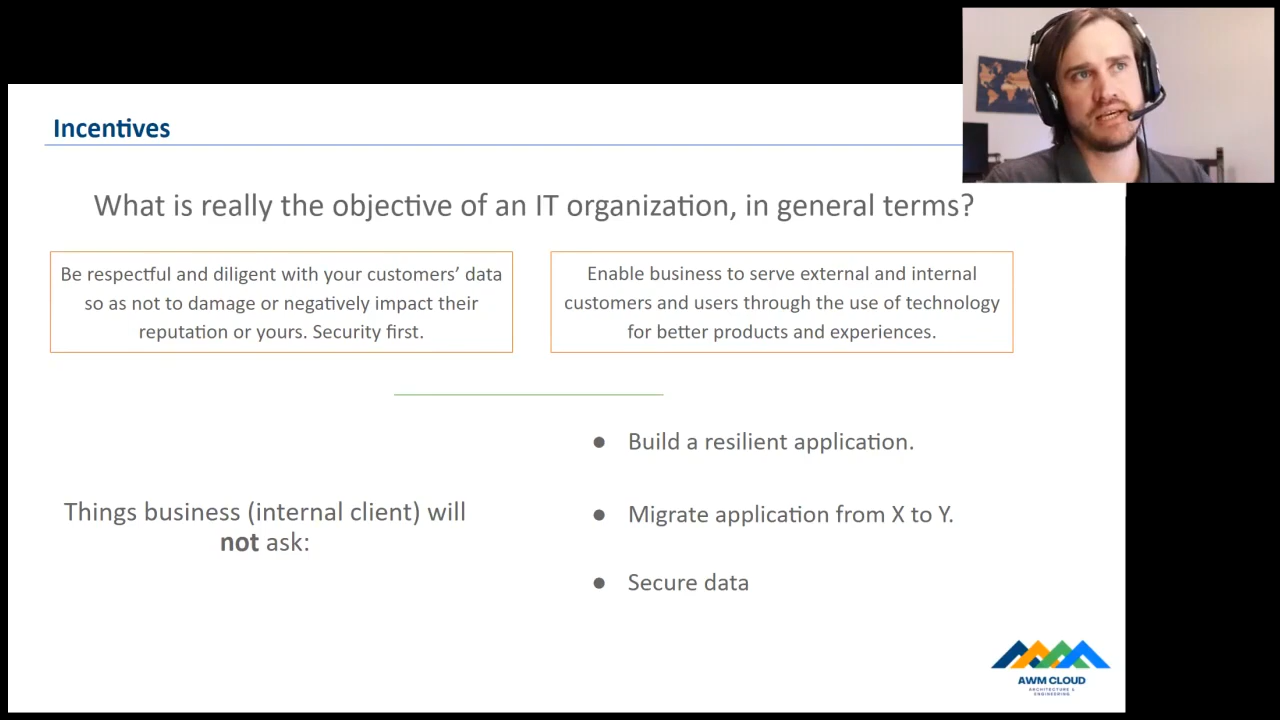 Incentives
What is really the objective of an IT organization, in general terms?
Be respectful and diligent with your customers’ data
so as not to damage or negatively impact their
reputation or yours. Security first.
Enable business to serve external and internal
customers and users through the use of technology
for better products and experiences.
Things business (internal client) will
not ask:
● Build a resilient application.
● Migrate application from X to Y.
● Secure data
AWM CLOUD
ARCHITECTURE &
ENGINEERING